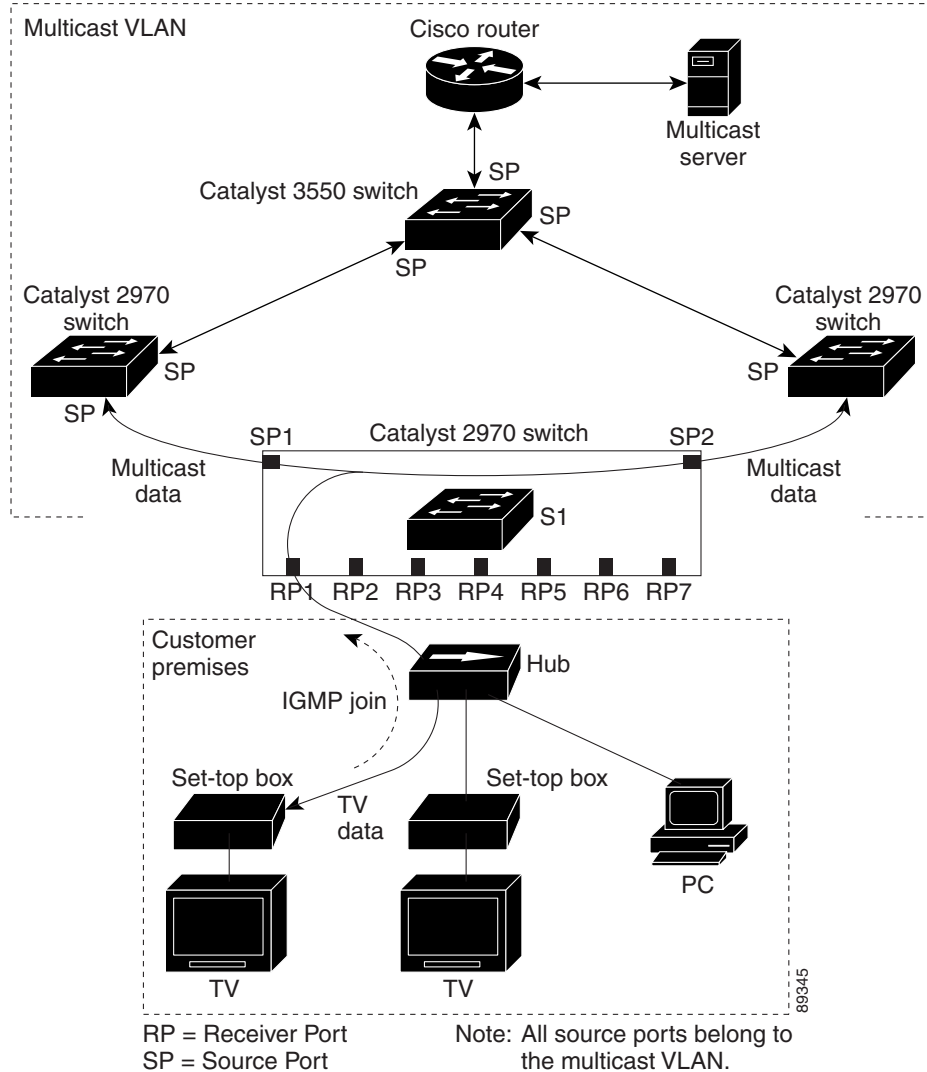 Multicast VLAN
Cisco router
Multicast
server
SP
Catalyst 3550 switch
SP
SP
Catalyst 2970
switch
Catalyst 2970
switch
SP
SP
SP
SP1
Catalyst 2970 switch
SP2
Multicast
data
Multicast
data
S1
RP1 RP2 RP3 RP4 RP5 RP6 RP7
Customer
premises
Hub
IGMP join
Set-top box
Set-top box
TV
data
PC
TV
TV
89345
RP = Receiver Port
SP = Source Port
Note: All source ports belong to
the multicast VLAN.